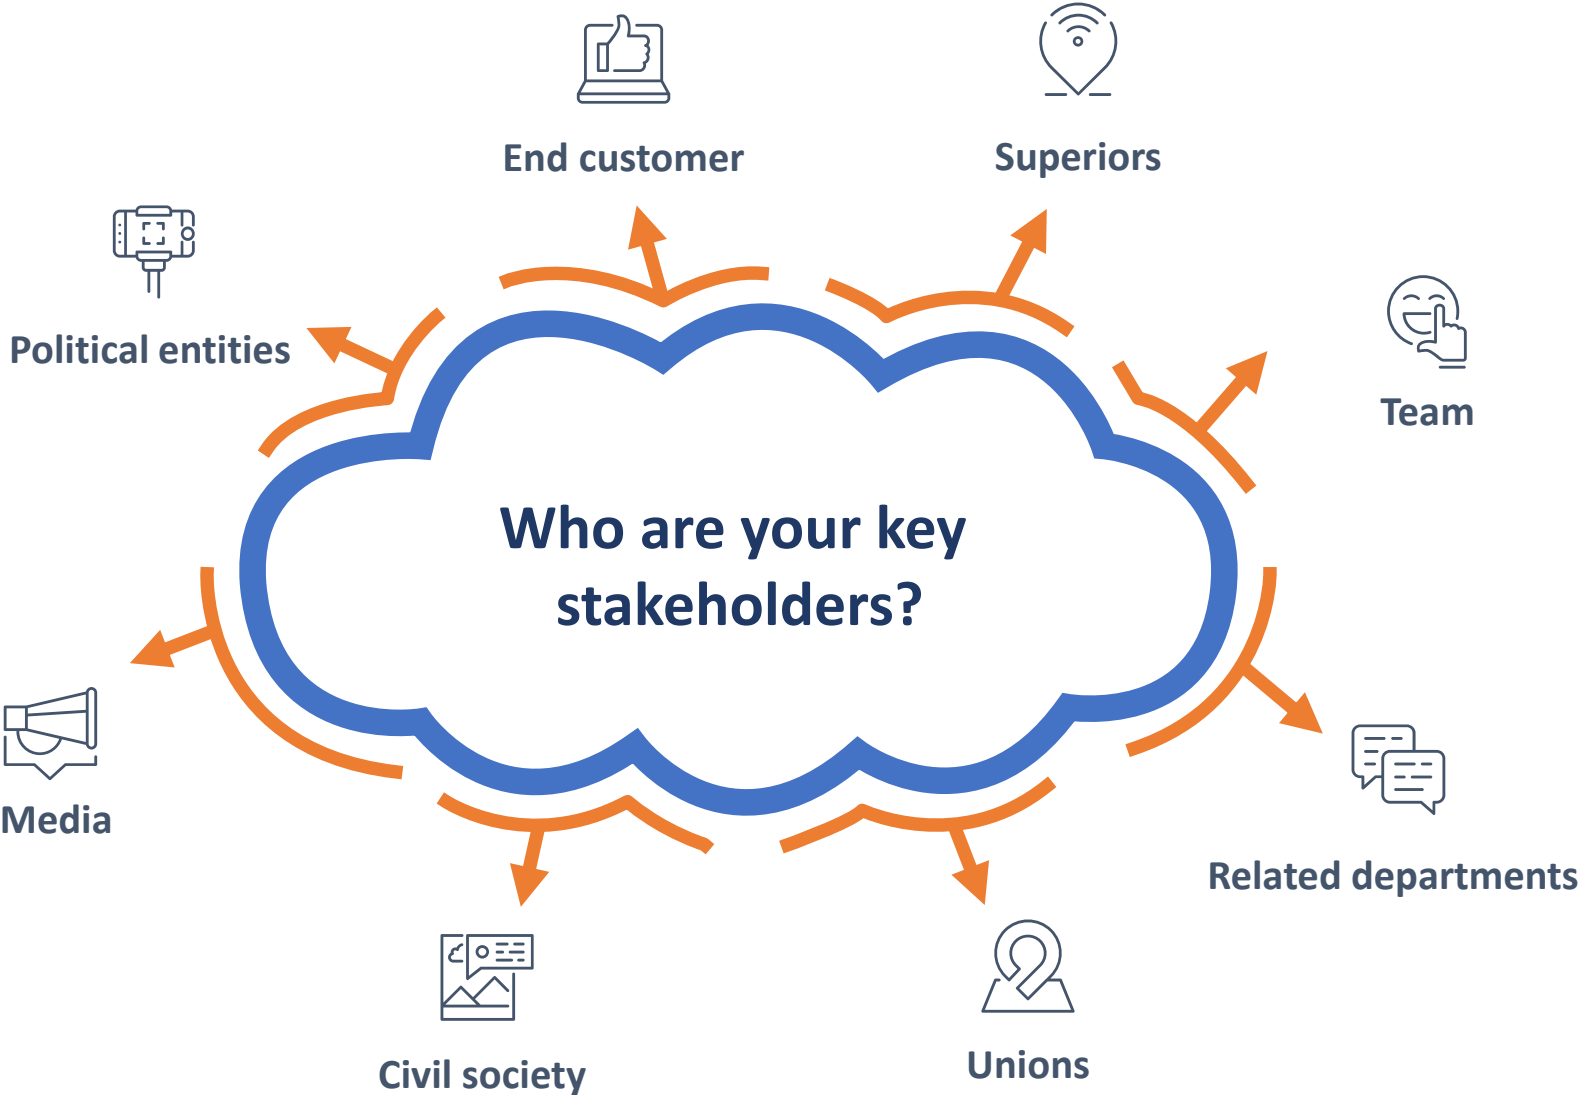 End customer
Superiors
Political entities
Team
Who are your key
stakeholders?
Media
Related departments
Civil society
Unions